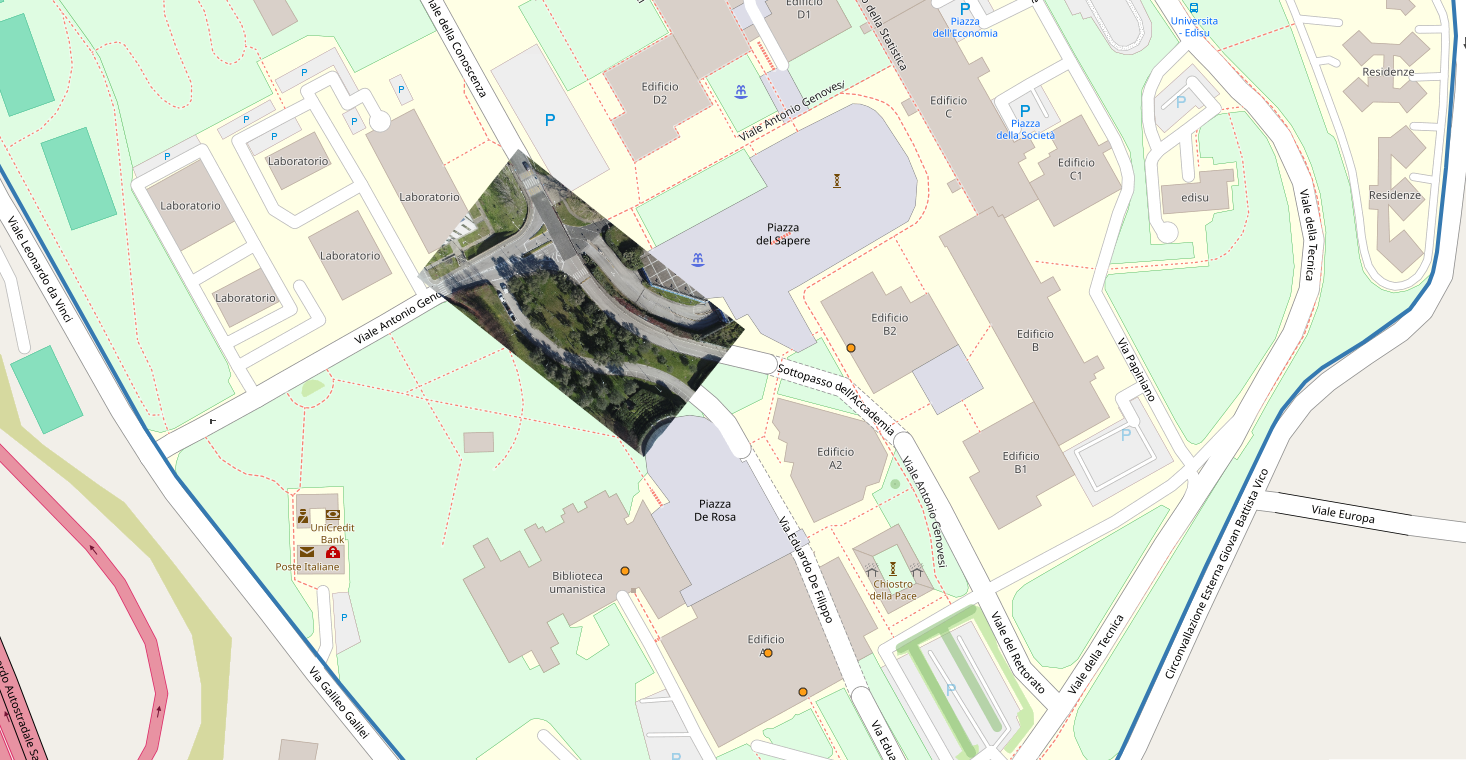 Viale della Conoscenza
Edificio
D1
P
Piazza
dell'Economia
Universita
- Edisu
Residenze
della Statistica
Edificio
D2
Viale Antonio Genovesi
Edificio
C
P
Piazza
della Società
P
P
P
P
P
P
P
P
Laboratorio
Laboratorio
Laboratorio
Laboratorio
Laboratorio
Edificio
C1
edisu
Residenze
Viale della Tecnica
Piazza
del Sapere
Viale Leonardo da Vinci
Viale Antonio Geno
Edificio
B2
Edificio
B
Via Papiniano
Sottopasso dell'Accademia
Edificio
A2
Edificio
B1
P
Viale Antonio Genovesi
Piazza
De Rosa
UniCredit
Bank
Poste Italiane
Biblioteca
umanistica
Via Eduardo De Filippo
Chiostro
della Pace
Viale Europa
Circonvallazione Esterna Giovan Battista Vico
P
Edificio
Viale del Rettorato
Viale della Tecnica
P
Via Galileo Galilei
Via Edua
P
rdo Autostradale Sa